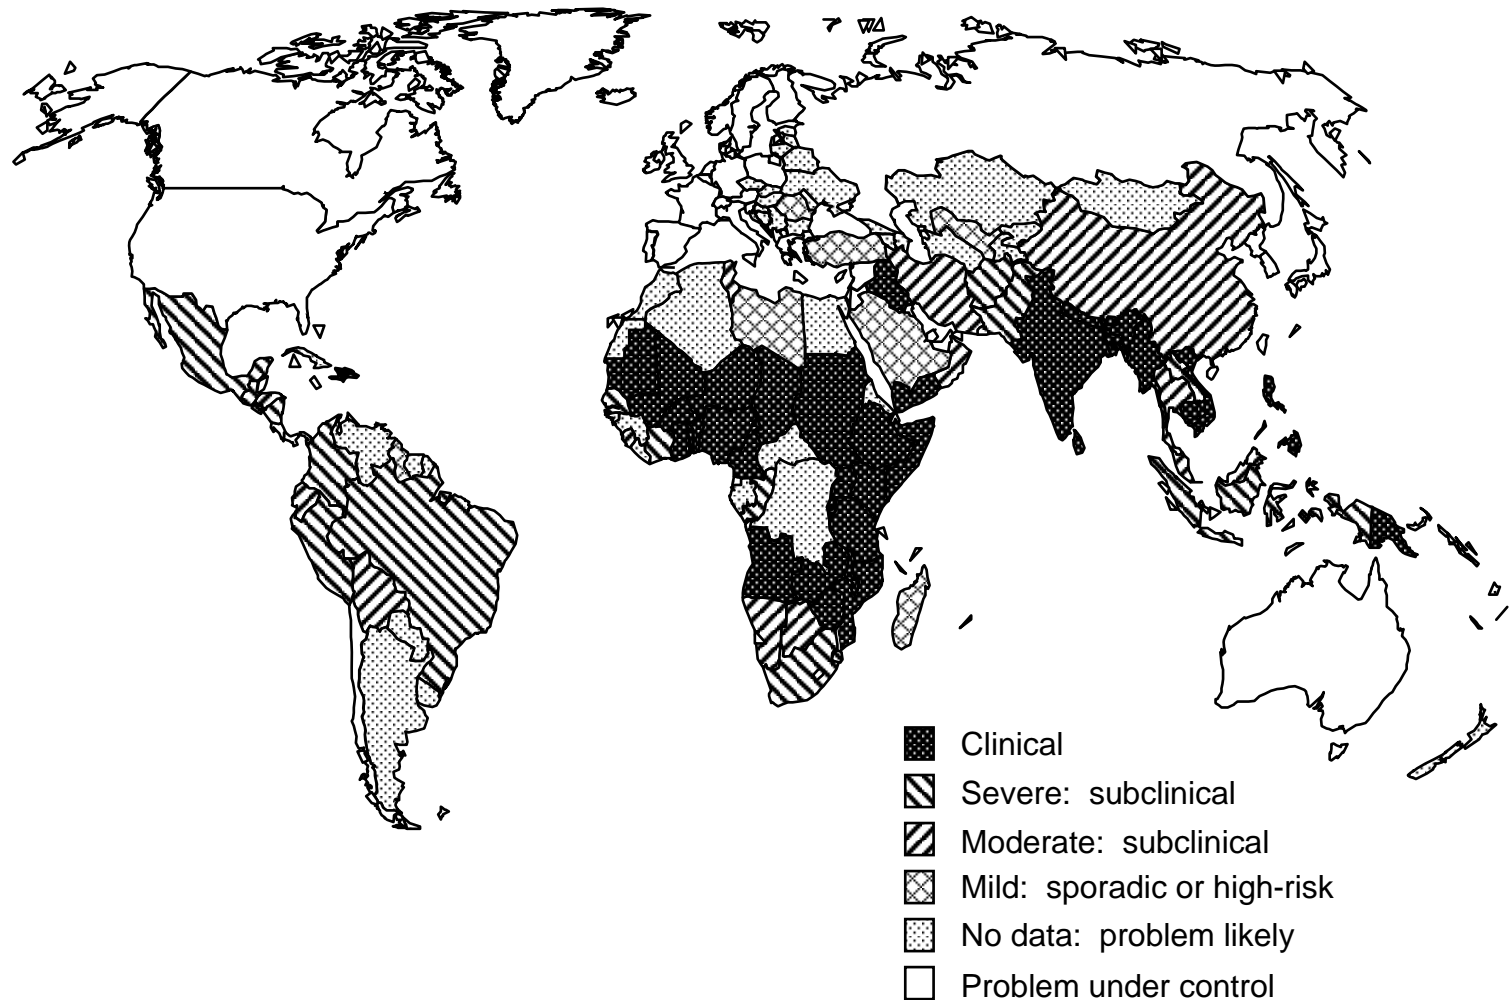 Clinical
Severe: subclinical
Moderate: subclinical
Mild: sporadic or high-risk
No data: problem likely
Problem under control